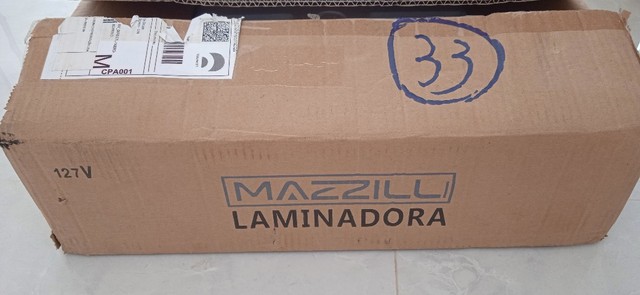 M
CPA001
33
127V
MAZZILLI
LAMINADORA